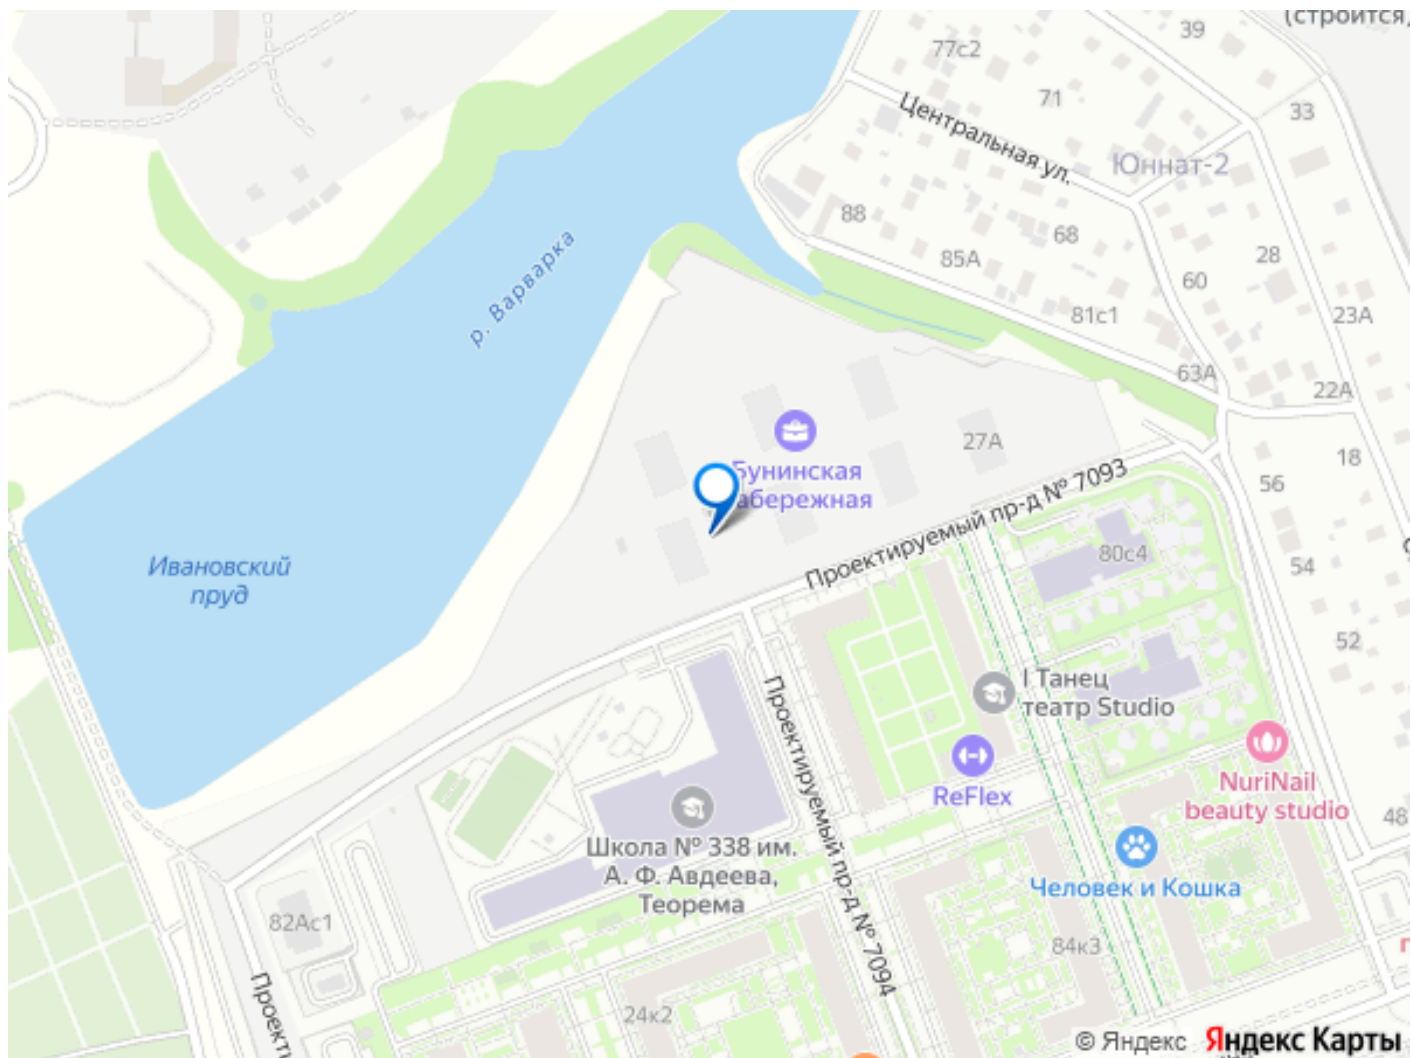 (строится,
39
77с2
71
33
Центральная ул.
Юннат-2
88
68
85А
28
60
р. Варварка
81с1
23А
63А
22А
27А
Бунинская
абережная
18
56
Проектируемый пр-д № 7093
80с4
54
Ивановский
пруд
52
I Танец
театр Studio
Проектируемый пр-д № 7094
ReFlex
NuriNail
beauty studio
48
Школа № 338 им.
А. Ф. Авдеева,
Теорема
Человек и Кошка
82Ас1
84к3
24к2
© Яндекс Яндекс Карты